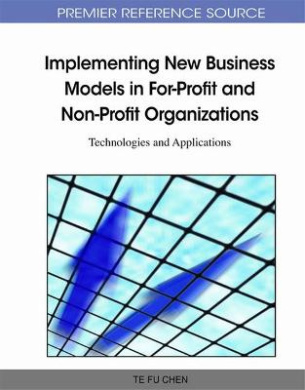 PREMIER REFERENCE SOURCE
Implementing New Business
Models in For-Profit and
Non-Profit Organizations
Technologies and Applications
TE FU CHEN